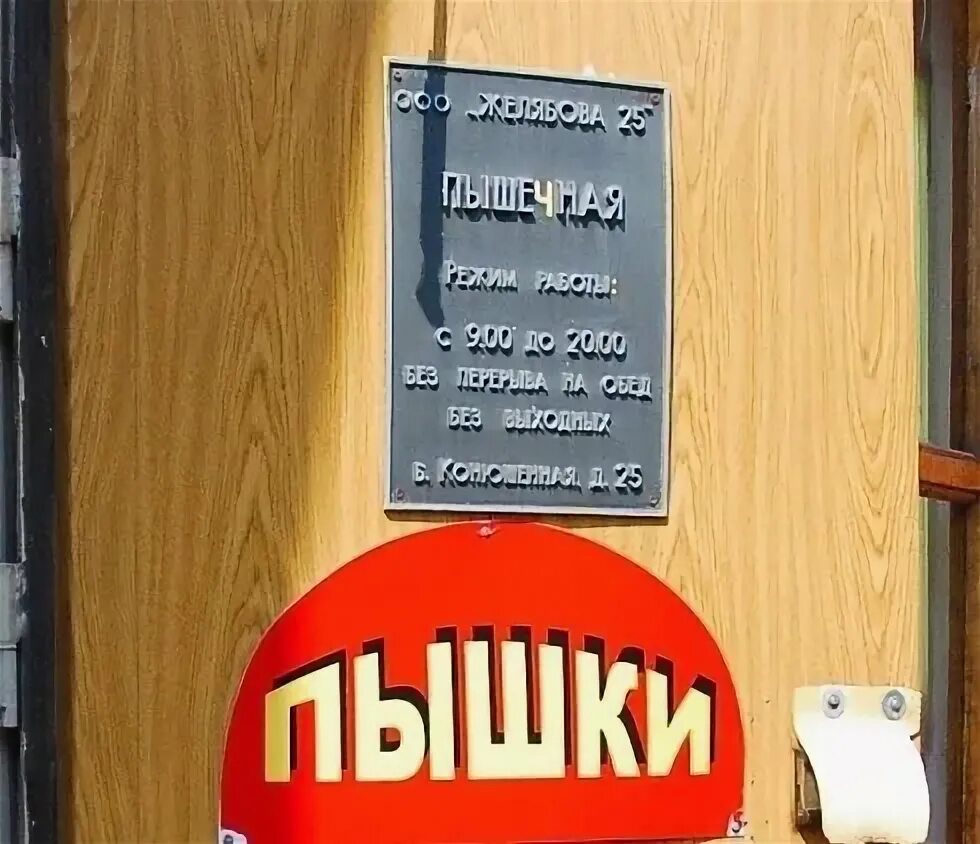 ООО „ЖЕЛЯБОВА 25"
ПЫШЕЧНАЯ
РЕЖИМ РАБОТЫ:
С 9.00 ДО 20.00
БЕЗ ПЕРЕРЫВА НА ОБЕД
БЕЗ ВЫХОДНЫХ
Б. КОНЮШЕННАЯ, Д. 25
ПЫШКИ